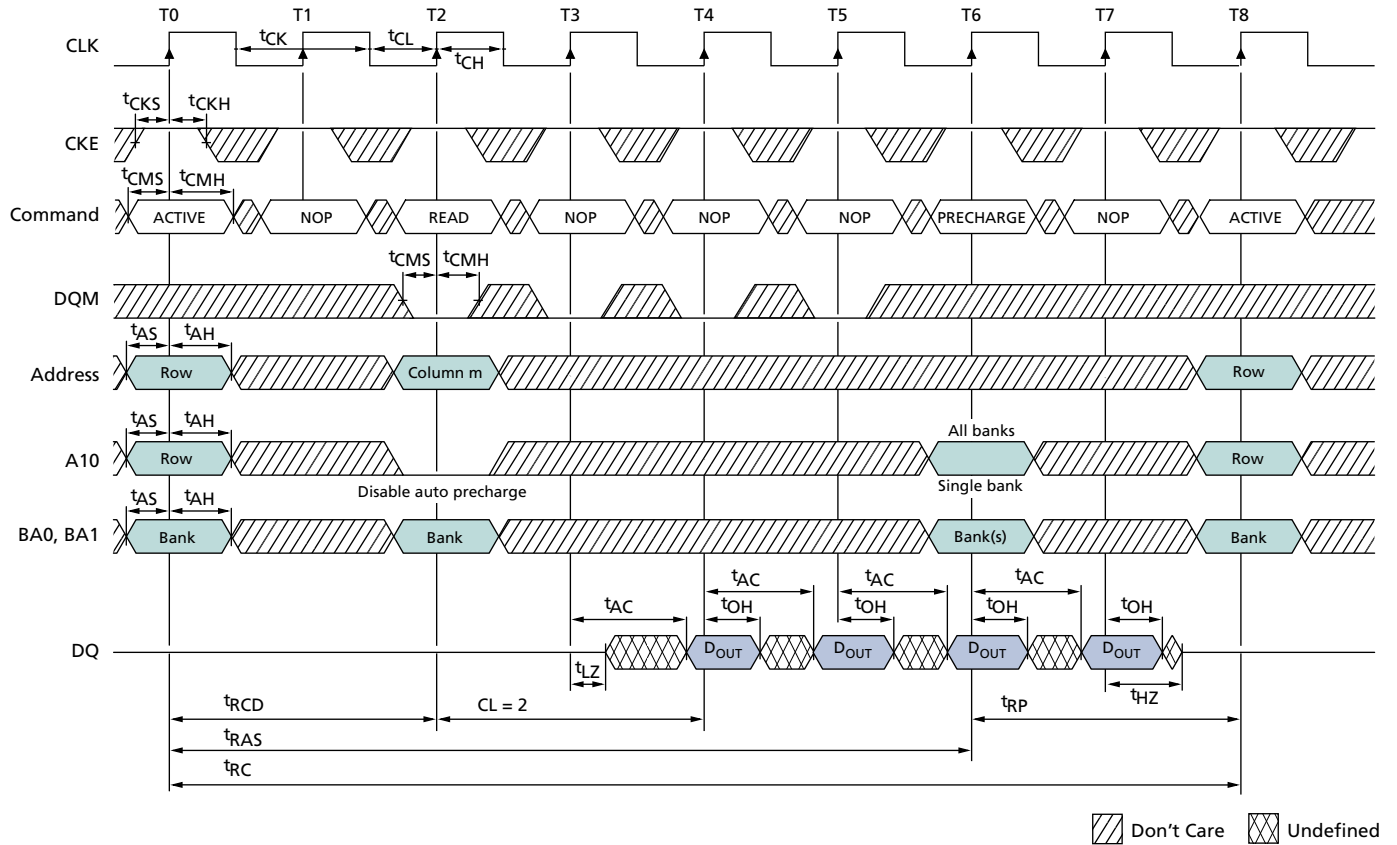 T0 T1 T2 T3 T4 T5 T6 T7 T8
CLK
tCK tCL
tCH
tCKS tCKH
CKE
tCMS tCMH
Command ACTIVE NOP READ NOP NOP NOP PRECHARGE NOP ACTIVE
tCMS tCMH
DQM
tAS tAH
Address Row Column m Row
tAS tAH
All banks
A10 Row Row
Disable auto precharge Single bank
tAS tAH
BA0, BA1 Bank Bank Bank(s) Bank
tAC tAC tAC
tAC tOH tOH tOH tOH
DQ DOUT DOUT DOUT DOUT
tLZ tHZ
tRCD CL = 2 tRP
tRAS
tRC
Don't Care Undefined